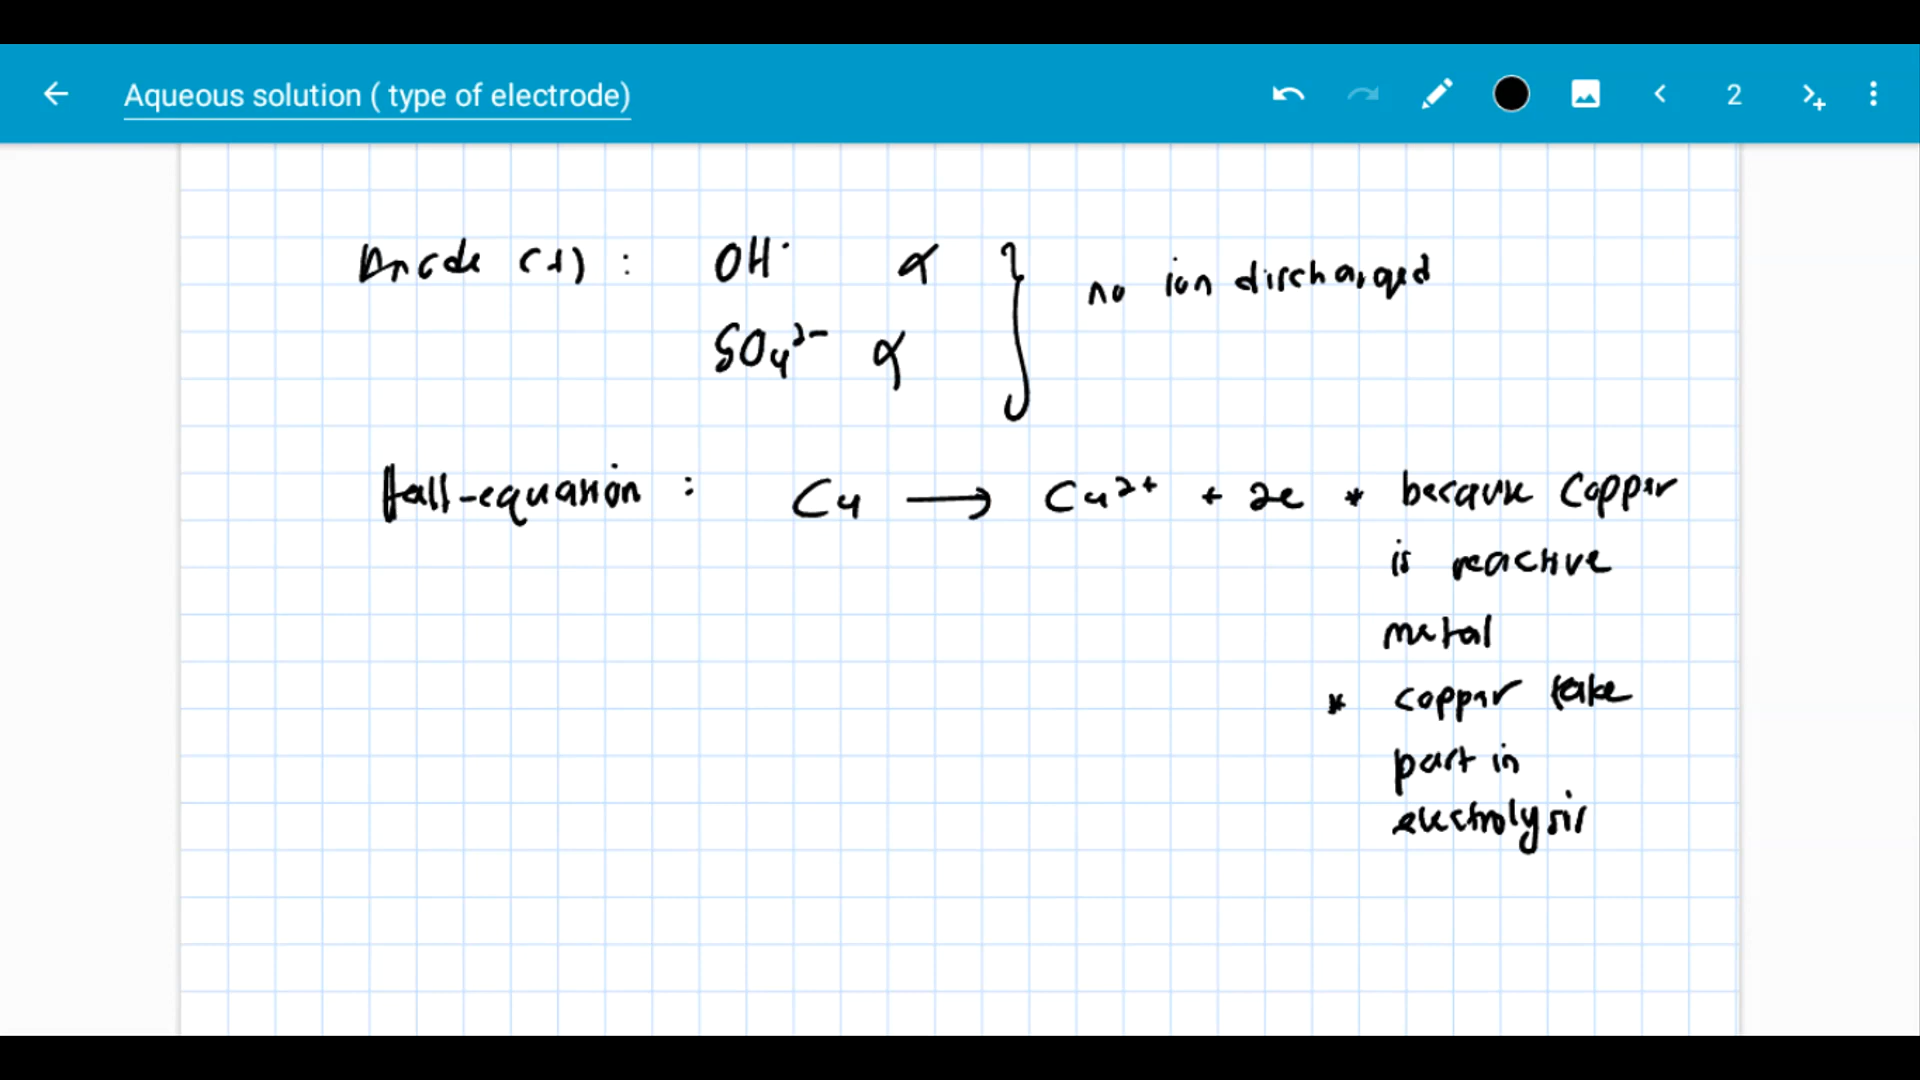 Aqueous solution ( type of electrode)
2
Anode (+) : OH⁻ x } no ion discharged
SO₄²⁻ x
Half-equation : Cu → Cu²⁺ + 2e * because Copper
is reactive
metal
* copper take
part in
electrolysis